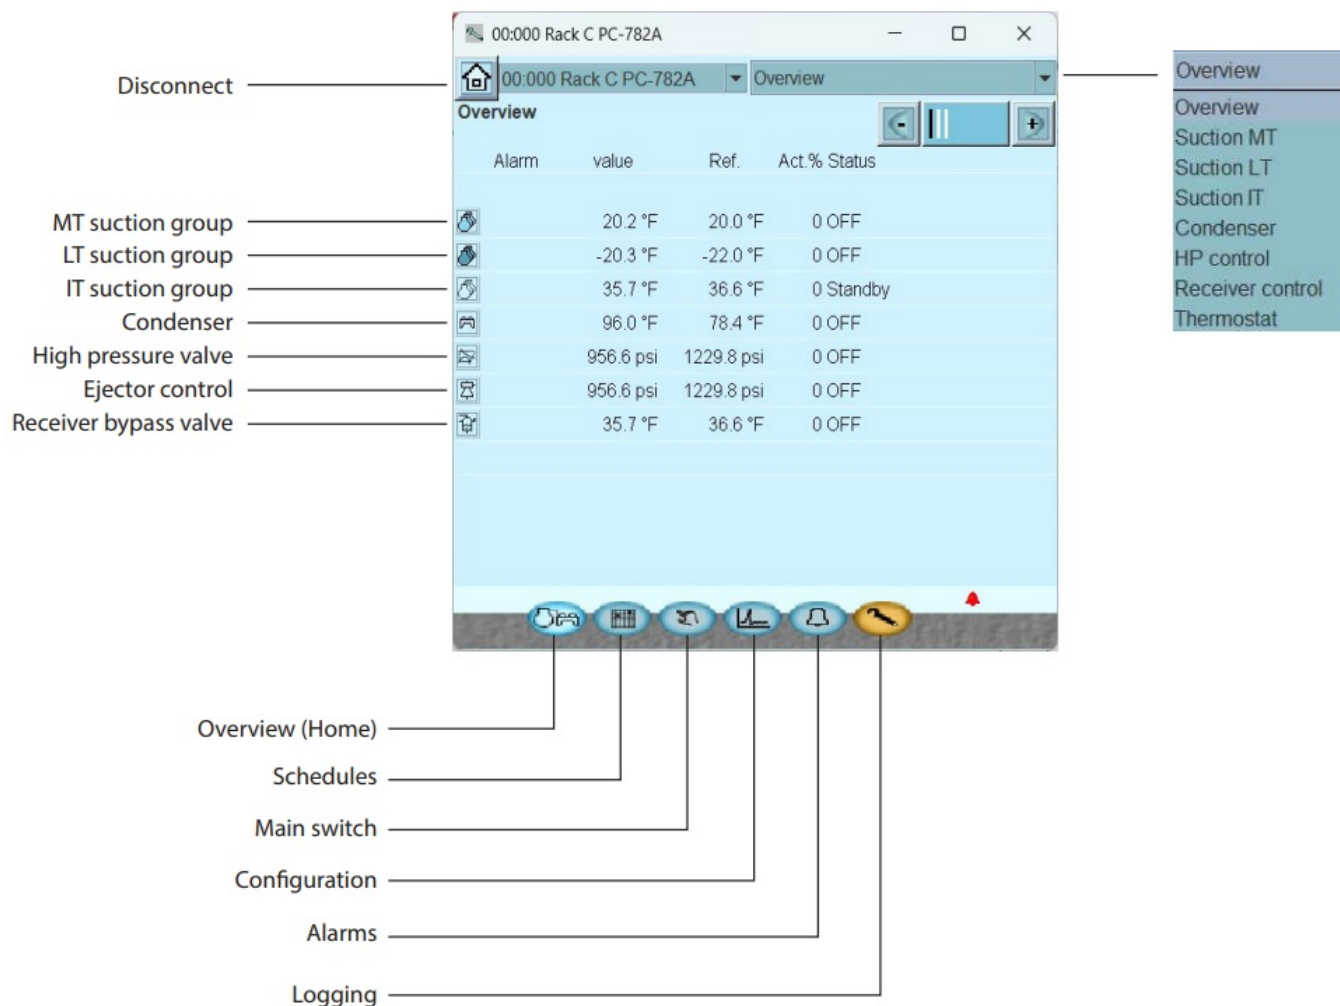 00:000 Rack C PC-782A
Disconnect
00:000 Rack C PC-782A
Overview
Overview
Alarm value Ref. Act.% Status
MT suction group 20.2 °F 20.0 °F 0 OFF
LT suction group -20.3 °F -22.0 °F 0 OFF
IT suction group 35.7 °F 36.6 °F 0 Standby
Condenser 96.0 °F 78.4 °F 0 OFF
High pressure valve 956.6 psi 1229.8 psi 0 OFF
Ejector control 956.6 psi 1229.8 psi 0 OFF
Receiver bypass valve 35.7 °F 36.6 °F 0 OFF
Overview
Overview
Suction MT
Suction LT
Suction IT
Condenser
HP control
Receiver control
Thermostat
Overview (Home)
Schedules
Main switch
Configuration
Alarms
Logging